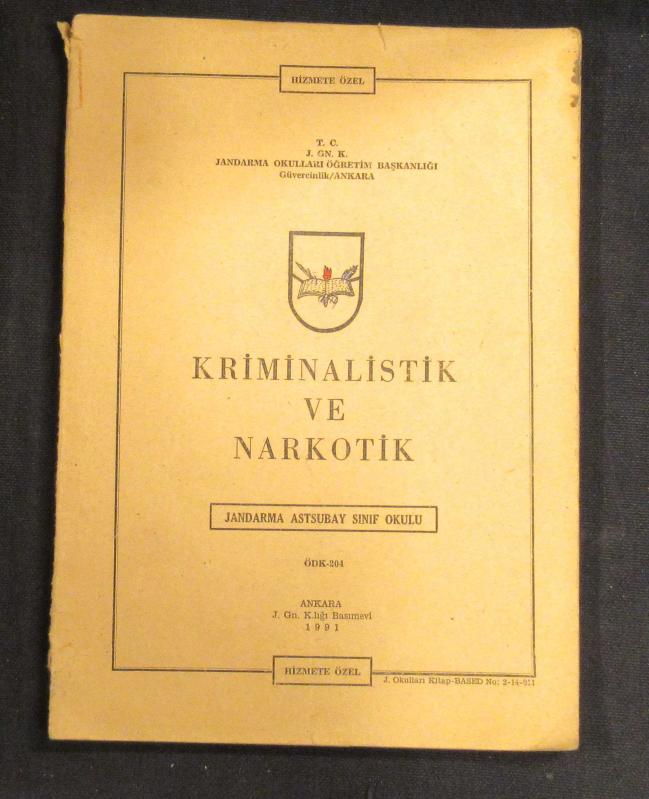 HİZMETE ÖZEL
T. C.
J. GN. K.
JANDARMA OKULLARI ÖĞRETİM BAŞKANLIĞI
Güvercinlik/ANKARA
KRİMİNALİSTİK
VE
NARKOTİK
JANDARMA ASTSUBAY SINIF OKULU
ÖDK-204
ANKARA
J. Gn. K.lığı Basımevi
1991
HİZMETE ÖZEL
J. Okulları Kitap-BASED No: 2-14-911